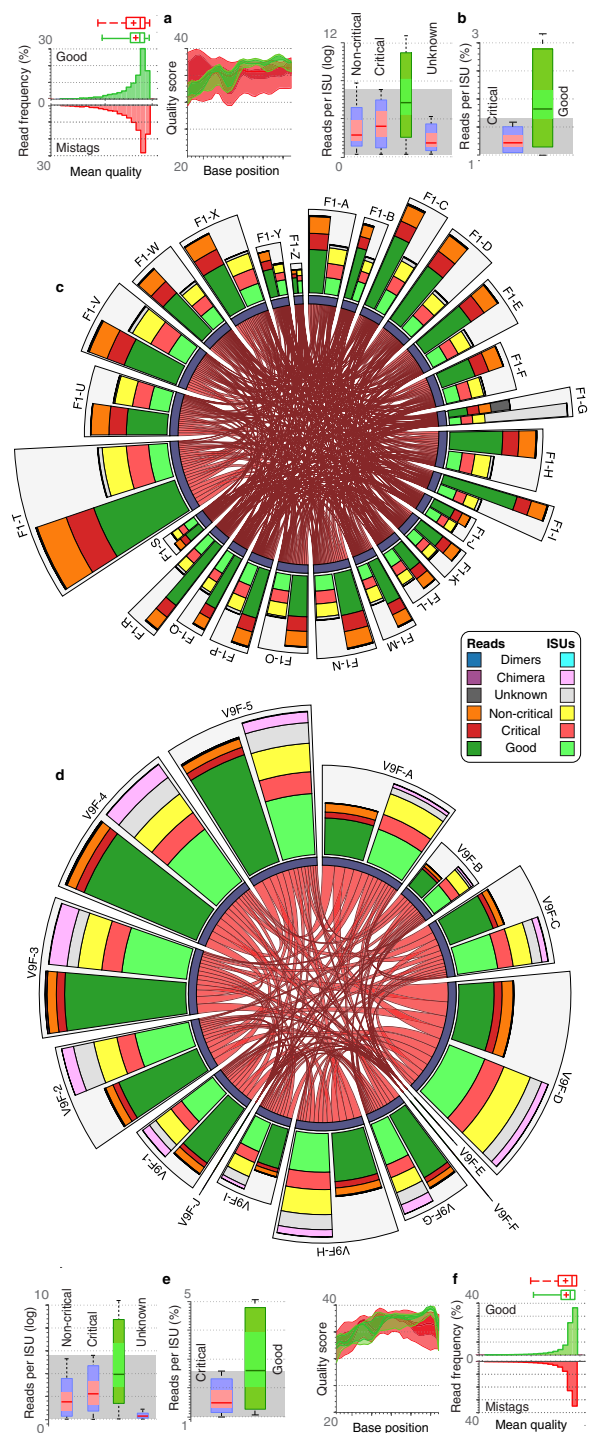 a
b
30
Good
0
Mistags
30
Read frequency (%)
Mean quality
40
Quality score
20
Base position
12
Reads per ISU (log)
0
Non-critical
Critical
Unknown
3
Reads per ISU (%)
1
Critical
Good
c
F1-A
F1-B
F1-C
F1-D
F1-E
F1-F
F1-G
F1-H
F1-I
F1-J
F1-K
F1-L
F1-M
F1-N
F1-O
F1-P
F1-Q
F1-R
F1-S
F1-T
F1-U
F1-V
F1-W
F1-X
F1-Y
F1-Z
Reads ISUs
Dimers
Chimera
Unknown
Non-critical
Critical
Good
d
V9F-A
V9F-B
V9F-C
V9F-D
V9F-E
V9F-F
V9F-G
V9F-H
V9F-I
V9F-J
V9F-1
V9F-2
V9F-3
V9F-4
V9F-5
10
Reads per ISU (log)
0
Non-critical
Critical
Unknown
e
5
Reads per ISU (%)
1
Critical
Good
40
Quality score
20
Base position
f
40
Good
0
Mistags
40
Read frequency (%)
Mean quality